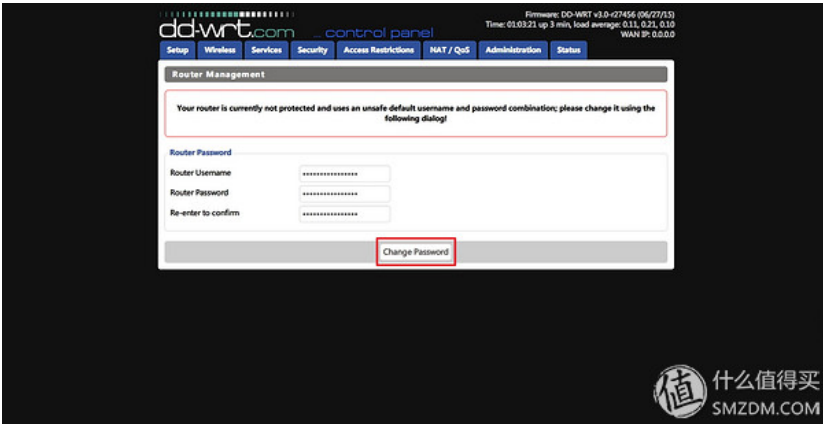 dd-wrt.com ... control panel
Firmware: DD-WRT v3.0-r27456 (06/27/15)
Time: 01:03:21 up 3 min, load average: 0.11, 0.21, 0.10
WAN IP: 0.0.0.0
Setup Wireless Services Security Access Restrictions NAT / QoS Administration Status
Router Management
Your router is currently not protected and uses an unsafe default username and password combination; please change it using the
following dialog!
Router Password
Router Username
Router Password
Re-enter to confirm
Change Password
值 什么值得买
SMZDM.COM